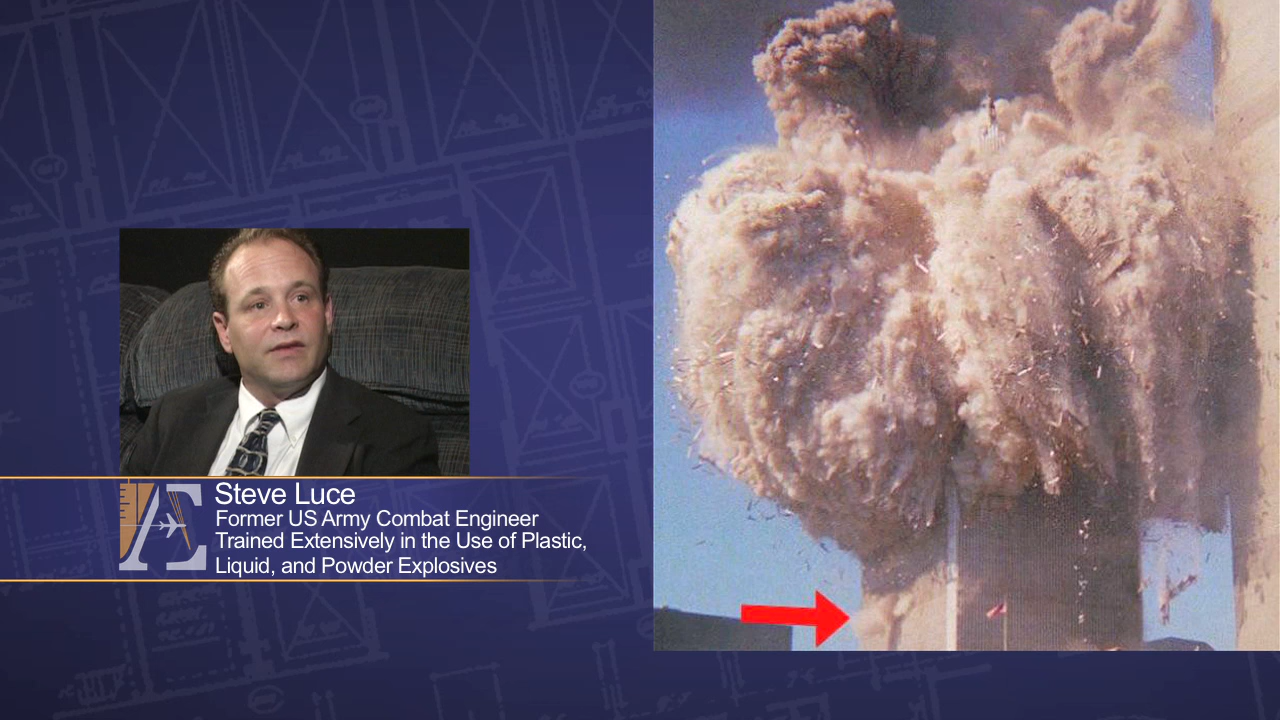 Steve Luce
Former US Army Combat Engineer
Trained Extensively in the Use of Plastic,
Liquid, and Powder Explosives